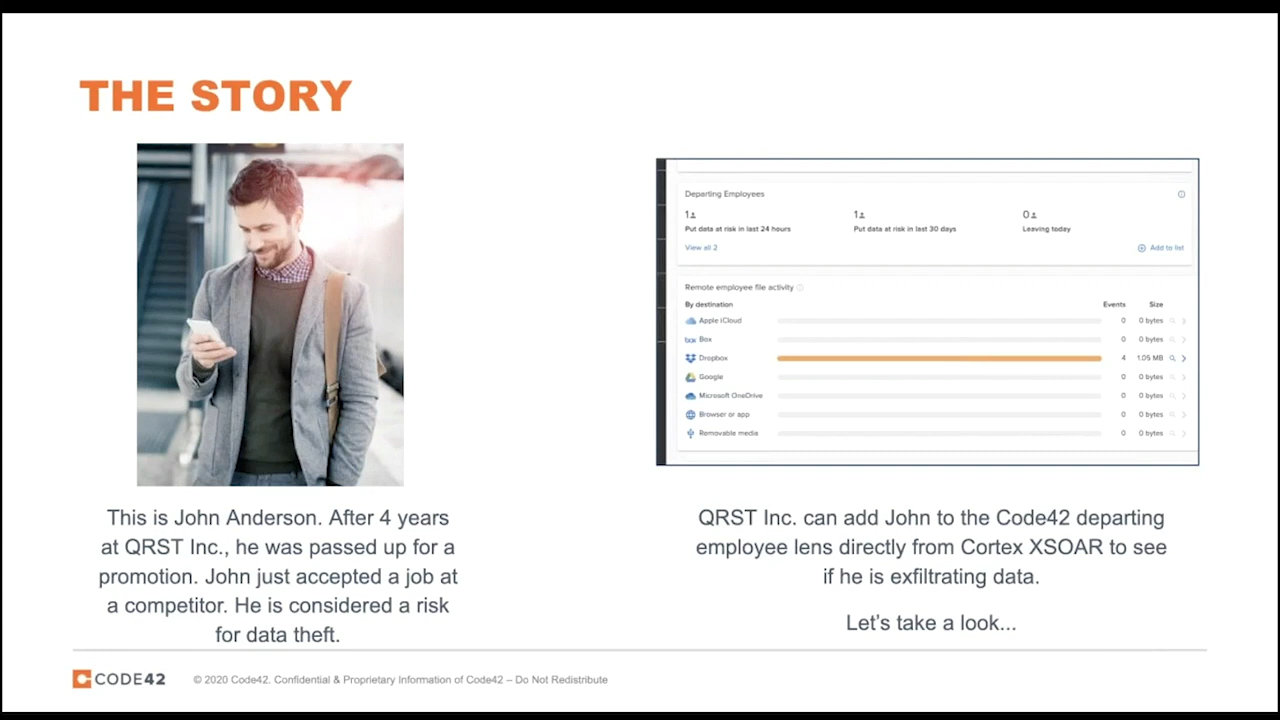 THE STORY
This is John Anderson. After 4 years
at QRST Inc., he was passed up for a
promotion. John just accepted a job at
a competitor. He is considered a risk
for data theft.
Departing Employees
1 1 0
Put data at risk in last 24 hours Put data at risk in last 30 days Leaving today
View all 2 Add to list
Remote employee file activity
By destination Events Size
Apple iCloud 0 0 bytes
box Box 0 0 bytes
Dropbox 4 1.05 MB
Google 0 0 bytes
Microsoft OneDrive 0 0 bytes
Browser or app 0 0 bytes
Removable media 0 0 bytes
QRST Inc. can add John to the Code42 departing
employee lens directly from Cortex XSOAR to see
if he is exfiltrating data.
Let's take a look...
CODE42 © 2020 Code42. Confidential & Proprietary Information of Code42 – Do Not Redistribute